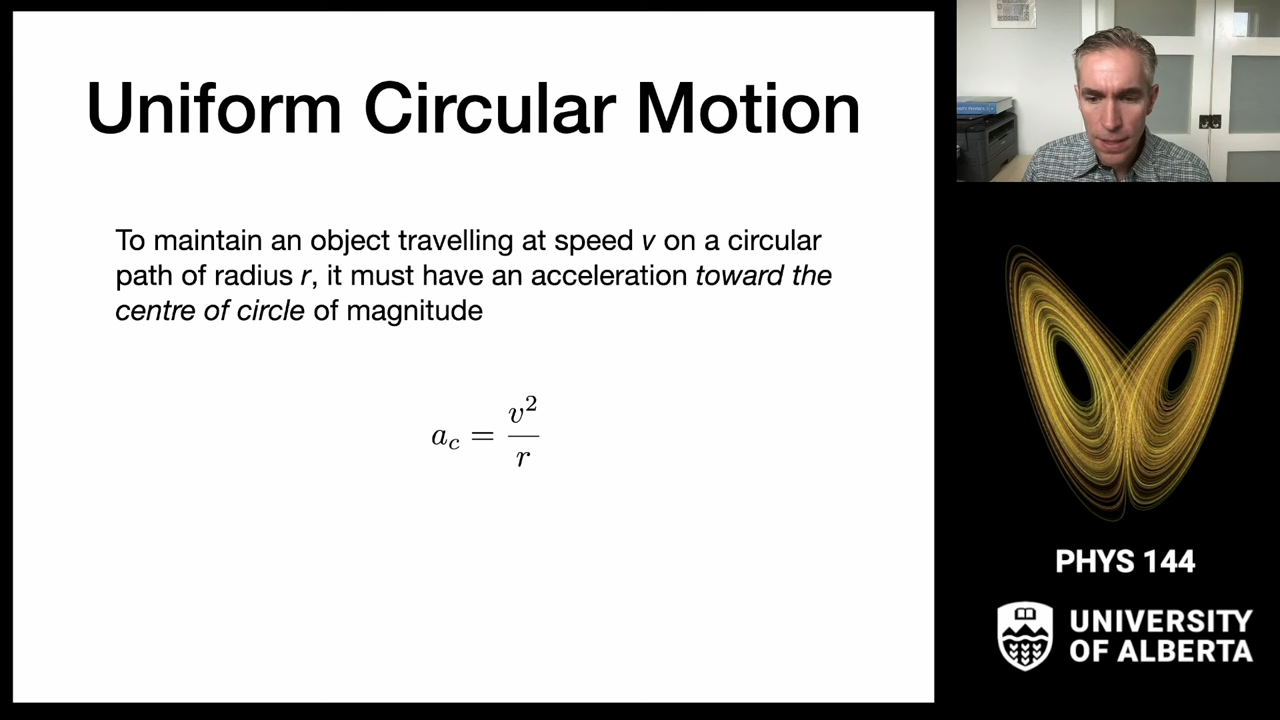 Uniform Circular Motion
To maintain an object travelling at speed v on a circular
path of radius r, it must have an acceleration toward the
centre of circle of magnitude
a_c = v^2 / r
PHYS 144
UNIVERSITY
OF ALBERTA